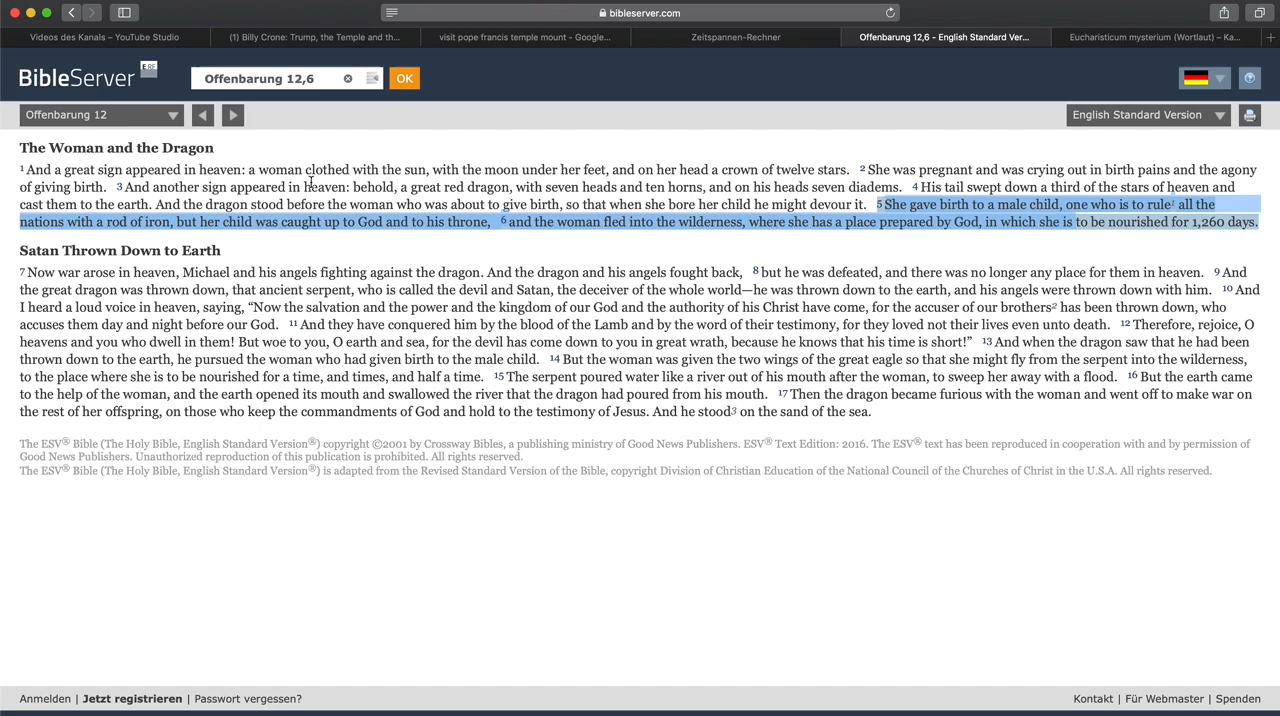 bibleserver.com
Videos des Kanals – YouTube Studio
(1) Billy Crone: Trump, the Temple and th...
visit pope francis temple mount - Google...
Zeitspannen-Rechner
Offenbarung 12,6 - English Standard Ver...
Eucharisticum mysterium (Wortlaut) – Ka...
BibleServer ERF
Offenbarung 12,6
OK
Offenbarung 12
English Standard Version
The Woman and the Dragon
1 And a great sign appeared in heaven: a woman clothed with the sun, with the moon under her feet, and on her head a crown of twelve stars. 2 She was pregnant and was crying out in birth pains and the agony
of giving birth. 3 And another sign appeared in heaven: behold, a great red dragon, with seven heads and ten horns, and on his heads seven diadems. 4 His tail swept down a third of the stars of heaven and
cast them to the earth. And the dragon stood before the woman who was about to give birth, so that when she bore her child he might devour it. 5 She gave birth to a male child, one who is to rule1 all the
nations with a rod of iron, but her child was caught up to God and to his throne, 6 and the woman fled into the wilderness, where she has a place prepared by God, in which she is to be nourished for 1,260 days.
Satan Thrown Down to Earth
7 Now war arose in heaven, Michael and his angels fighting against the dragon. And the dragon and his angels fought back, 8 but he was defeated, and there was no longer any place for them in heaven. 9 And
the great dragon was thrown down, that ancient serpent, who is called the devil and Satan, the deceiver of the whole world—he was thrown down to the earth, and his angels were thrown down with him. 10 And
I heard a loud voice in heaven, saying, “Now the salvation and the power and the kingdom of our God and the authority of his Christ have come, for the accuser of our brothers2 has been thrown down, who
accuses them day and night before our God. 11 And they have conquered him by the blood of the Lamb and by the word of their testimony, for they loved not their lives even unto death. 12 Therefore, rejoice, O
heavens and you who dwell in them! But woe to you, O earth and sea, for the devil has come down to you in great wrath, because he knows that his time is short!” 13 And when the dragon saw that he had been
thrown down to the earth, he pursued the woman who had given birth to the male child. 14 But the woman was given the two wings of the great eagle so that she might fly from the serpent into the wilderness,
to the place where she is to be nourished for a time, and times, and half a time. 15 The serpent poured water like a river out of his mouth after the woman, to sweep her away with a flood. 16 But the earth came
to the help of the woman, and the earth opened its mouth and swallowed the river that the dragon had poured from his mouth. 17 Then the dragon became furious with the woman and went off to make war on
the rest of her offspring, on those who keep the commandments of God and hold to the testimony of Jesus. And he stood3 on the sand of the sea.
The ESV® Bible (The Holy Bible, English Standard Version®) copyright ©2001 by Crossway Bibles, a publishing ministry of Good News Publishers. ESV® Text Edition: 2016. The ESV® text has been reproduced in cooperation with and by permission of
Good News Publishers. Unauthorized reproduction of this publication is prohibited. All rights reserved.
The ESV® Bible (The Holy Bible, English Standard Version®) is adapted from the Revised Standard Version of the Bible, copyright Division of Christian Education of the National Council of the Churches of Christ in the U.S.A. All rights reserved.
Anmelden | Jetzt registrieren | Passwort vergessen?
Kontakt | Für Webmaster | Spenden